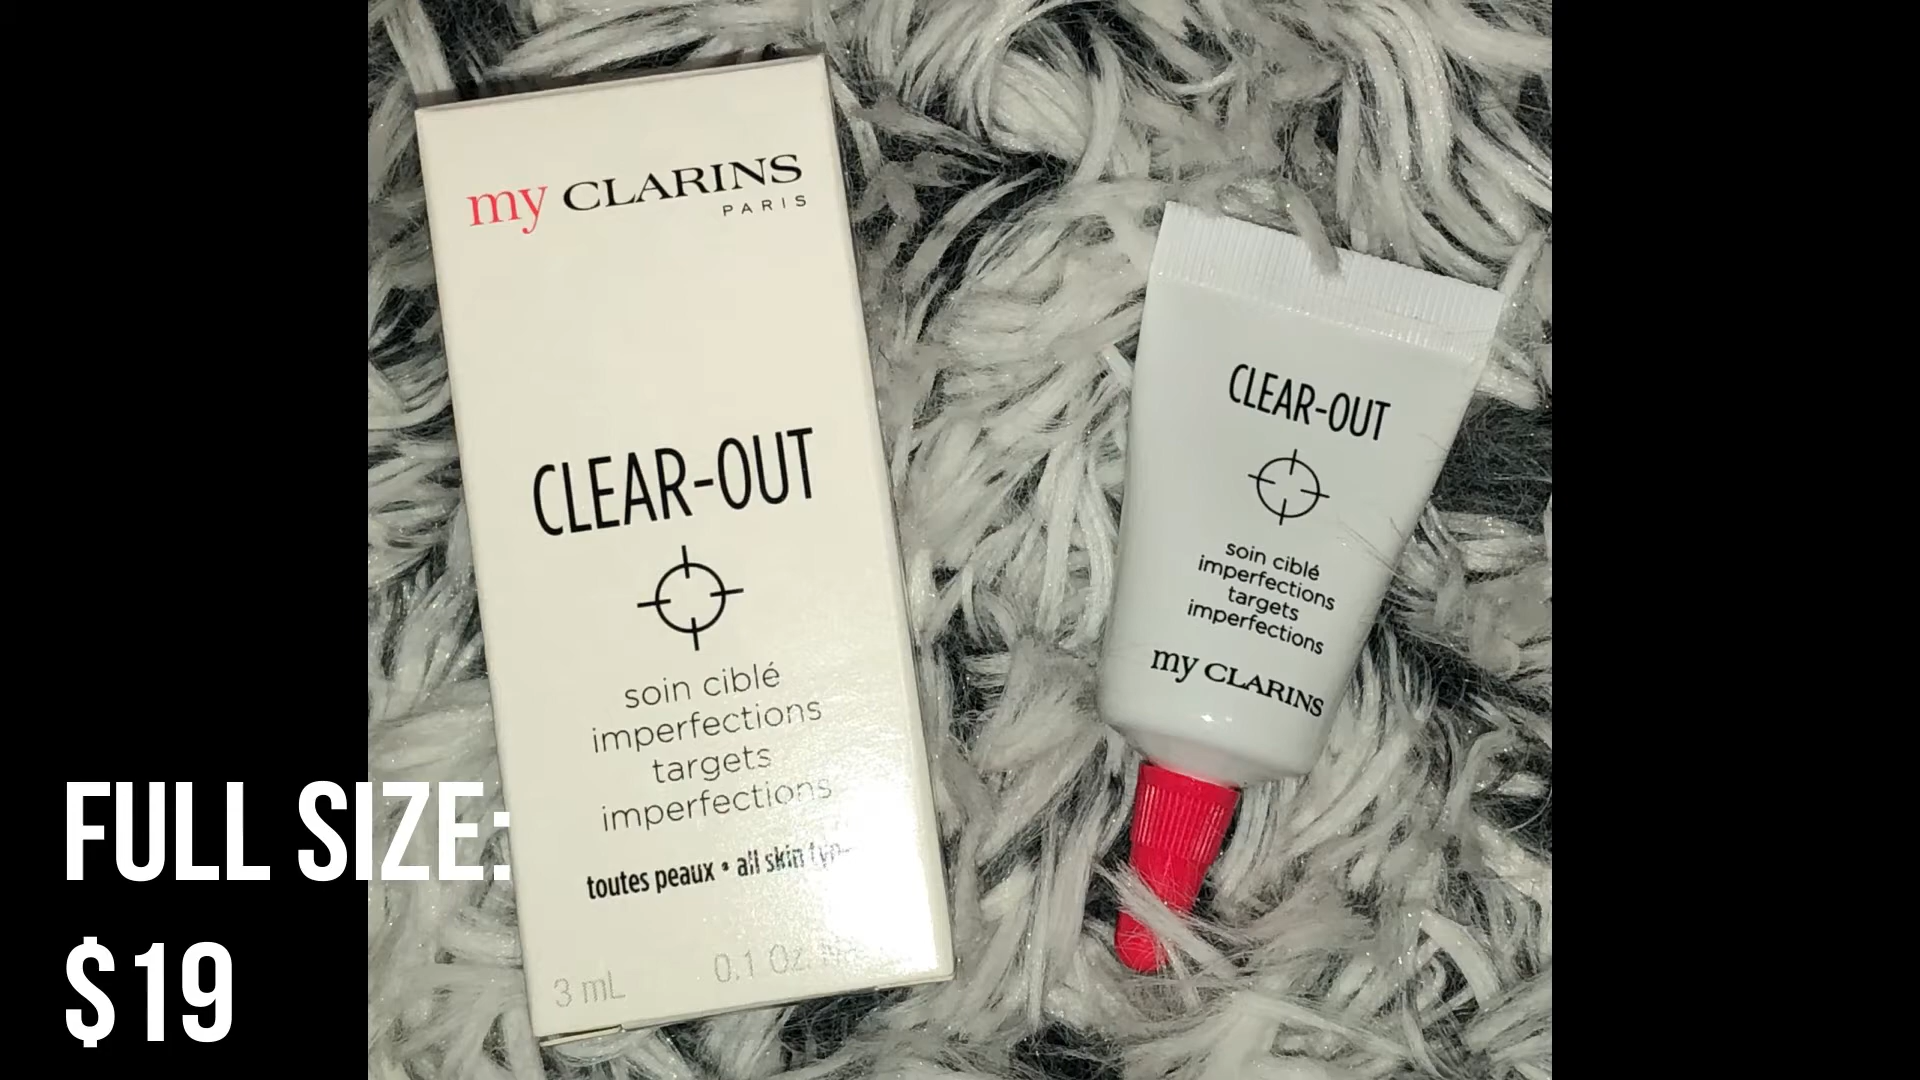 my CLARINS
PARIS
CLEAR-OUT
soin ciblé
imperfections
targets
imperfections
toutes peaux • all skin
3 mL 0.1 Oz.
CLEAR-OUT
soin ciblé
imperfections
targets
imperfections
my CLARINS
FULL SIZE:
$19